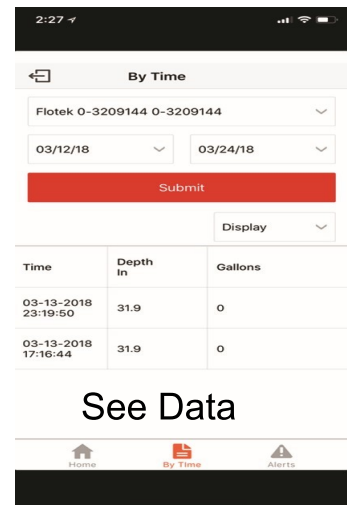 2:27
By Time
Flotek 0-3209144 0-3209144
03/12/18 03/24/18
Submit
Display
Time Depth In Gallons
03-13-2018 23:19:50 31.9 0
03-13-2018 17:16:44 31.9 0
See Data
Home By Time Alerts